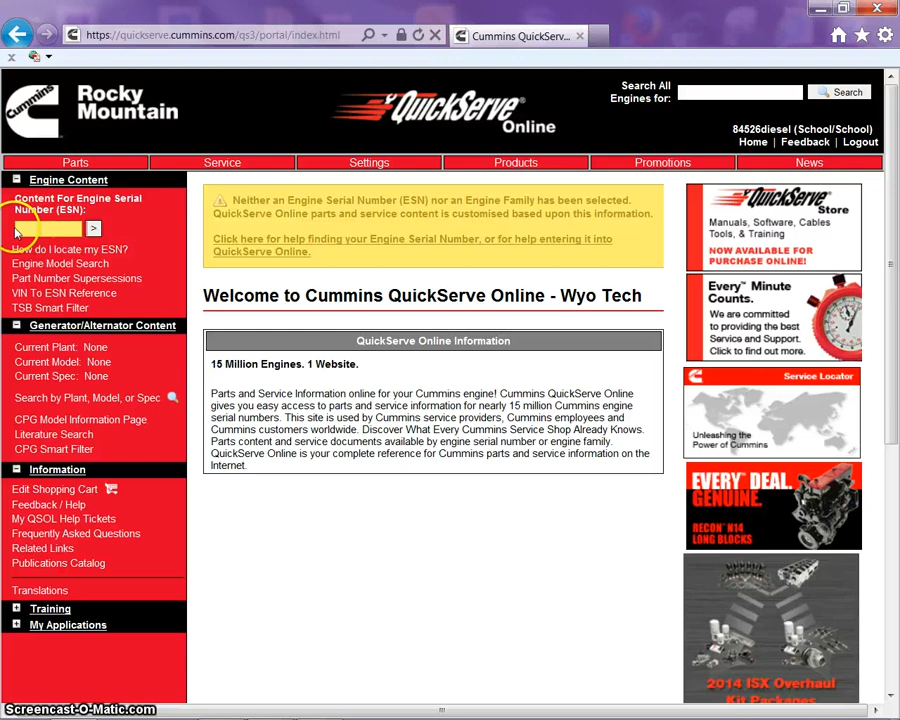 https://quickserve.cummins.com/qs3/portal/index.html
Cummins QuickServ...
Cummins
Rocky
Mountain
QuickServe
Online
Search All
Engines for:
Search
84526diesel (School/School)
Home | Feedback | Logout
Parts
Service
Settings
Products
Promotions
News
Engine Content
Content For Engine Serial
Number (ESN):
>
How do I locate my ESN?
Engine Model Search
Part Number Supersessions
VIN To ESN Reference
TSB Smart Filter
Generator/Alternator Content
Current Plant: None
Current Model: None
Current Spec: None
Search by Plant, Model, or Spec
CPG Model Information Page
Literature Search
CPG Smart Filter
Information
Edit Shopping Cart
Feedback / Help
My QSOL Help Tickets
Frequently Asked Questions
Related Links
Publications Catalog
Translations
Training
My Applications
Neither an Engine Serial Number (ESN) nor an Engine Family has been selected.
QuickServe Online parts and service content is customised based upon this information.
Click here for help finding your Engine Serial Number, or for help entering it into
QuickServe Online.
Welcome to Cummins QuickServe Online - Wyo Tech
QuickServe Online Information
15 Million Engines. 1 Website.
Parts and Service Information online for your Cummins engine! Cummins QuickServe Online
gives you easy access to parts and service information for nearly 15 million Cummins engine
serial numbers. This site is used by Cummins service providers, Cummins employees and
Cummins customers worldwide. Discover What Every Cummins Service Shop Already Knows.
Parts content and service documents available by engine serial number or engine family.
QuickServe Online is your complete reference for Cummins parts and service information on the
Internet.
QuickServe
Store
Manuals, Software, Cables
Tools, & Training
NOW AVAILABLE FOR
PURCHASE ONLINE!
Every™ Minute
Counts.
We are committed
to providing the best
Service and Support.
Click to find out more.
Service Locator
Unleashing the
Power of Cummins
EVERY DEAL.
GENUINE.
RECON® N14
LONG BLOCKS
2014 ISX Overhaul
Kit Packages
Screencast-O-Matic.com